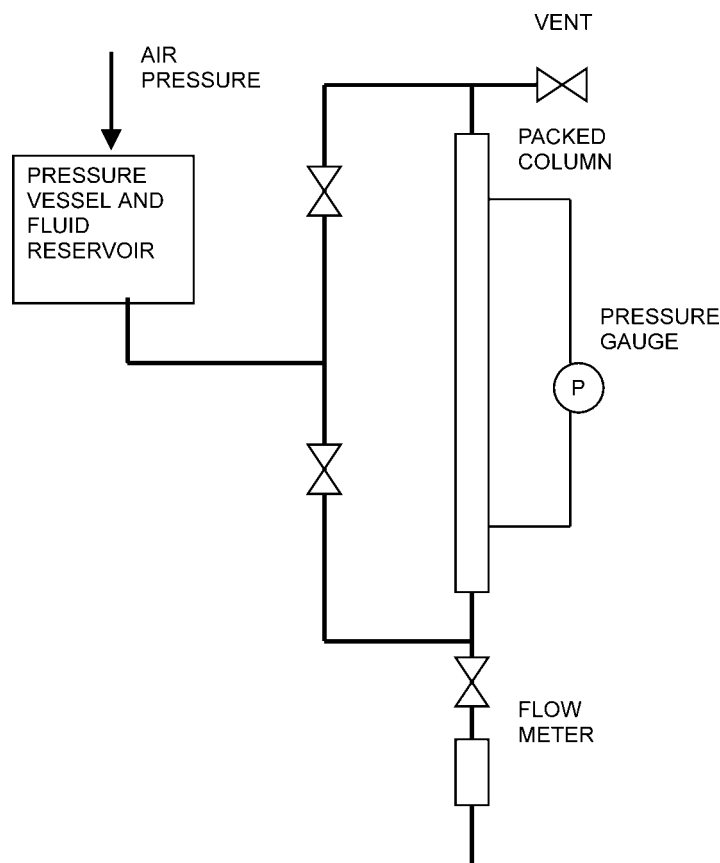 VENT
AIR
PRESSURE
PACKED
COLUMN
PRESSURE
VESSEL AND
FLUID
RESERVOIR
PRESSURE
GAUGE
P
FLOW
METER